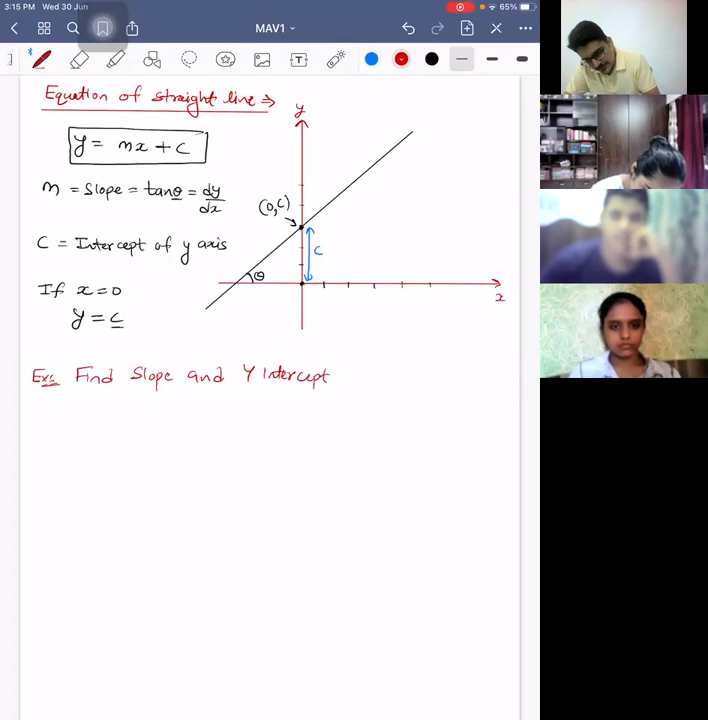 3:15 PM Wed 30 Jun
65%
MAV1
Equation of straight line ⇒
y = mx + c
m = Slope = tanθ = dy/dx
C = Intercept of y axis
If x = 0
y = c
y
(0,C)
C
θ
x
Ex: Find Slope and Y Intercept